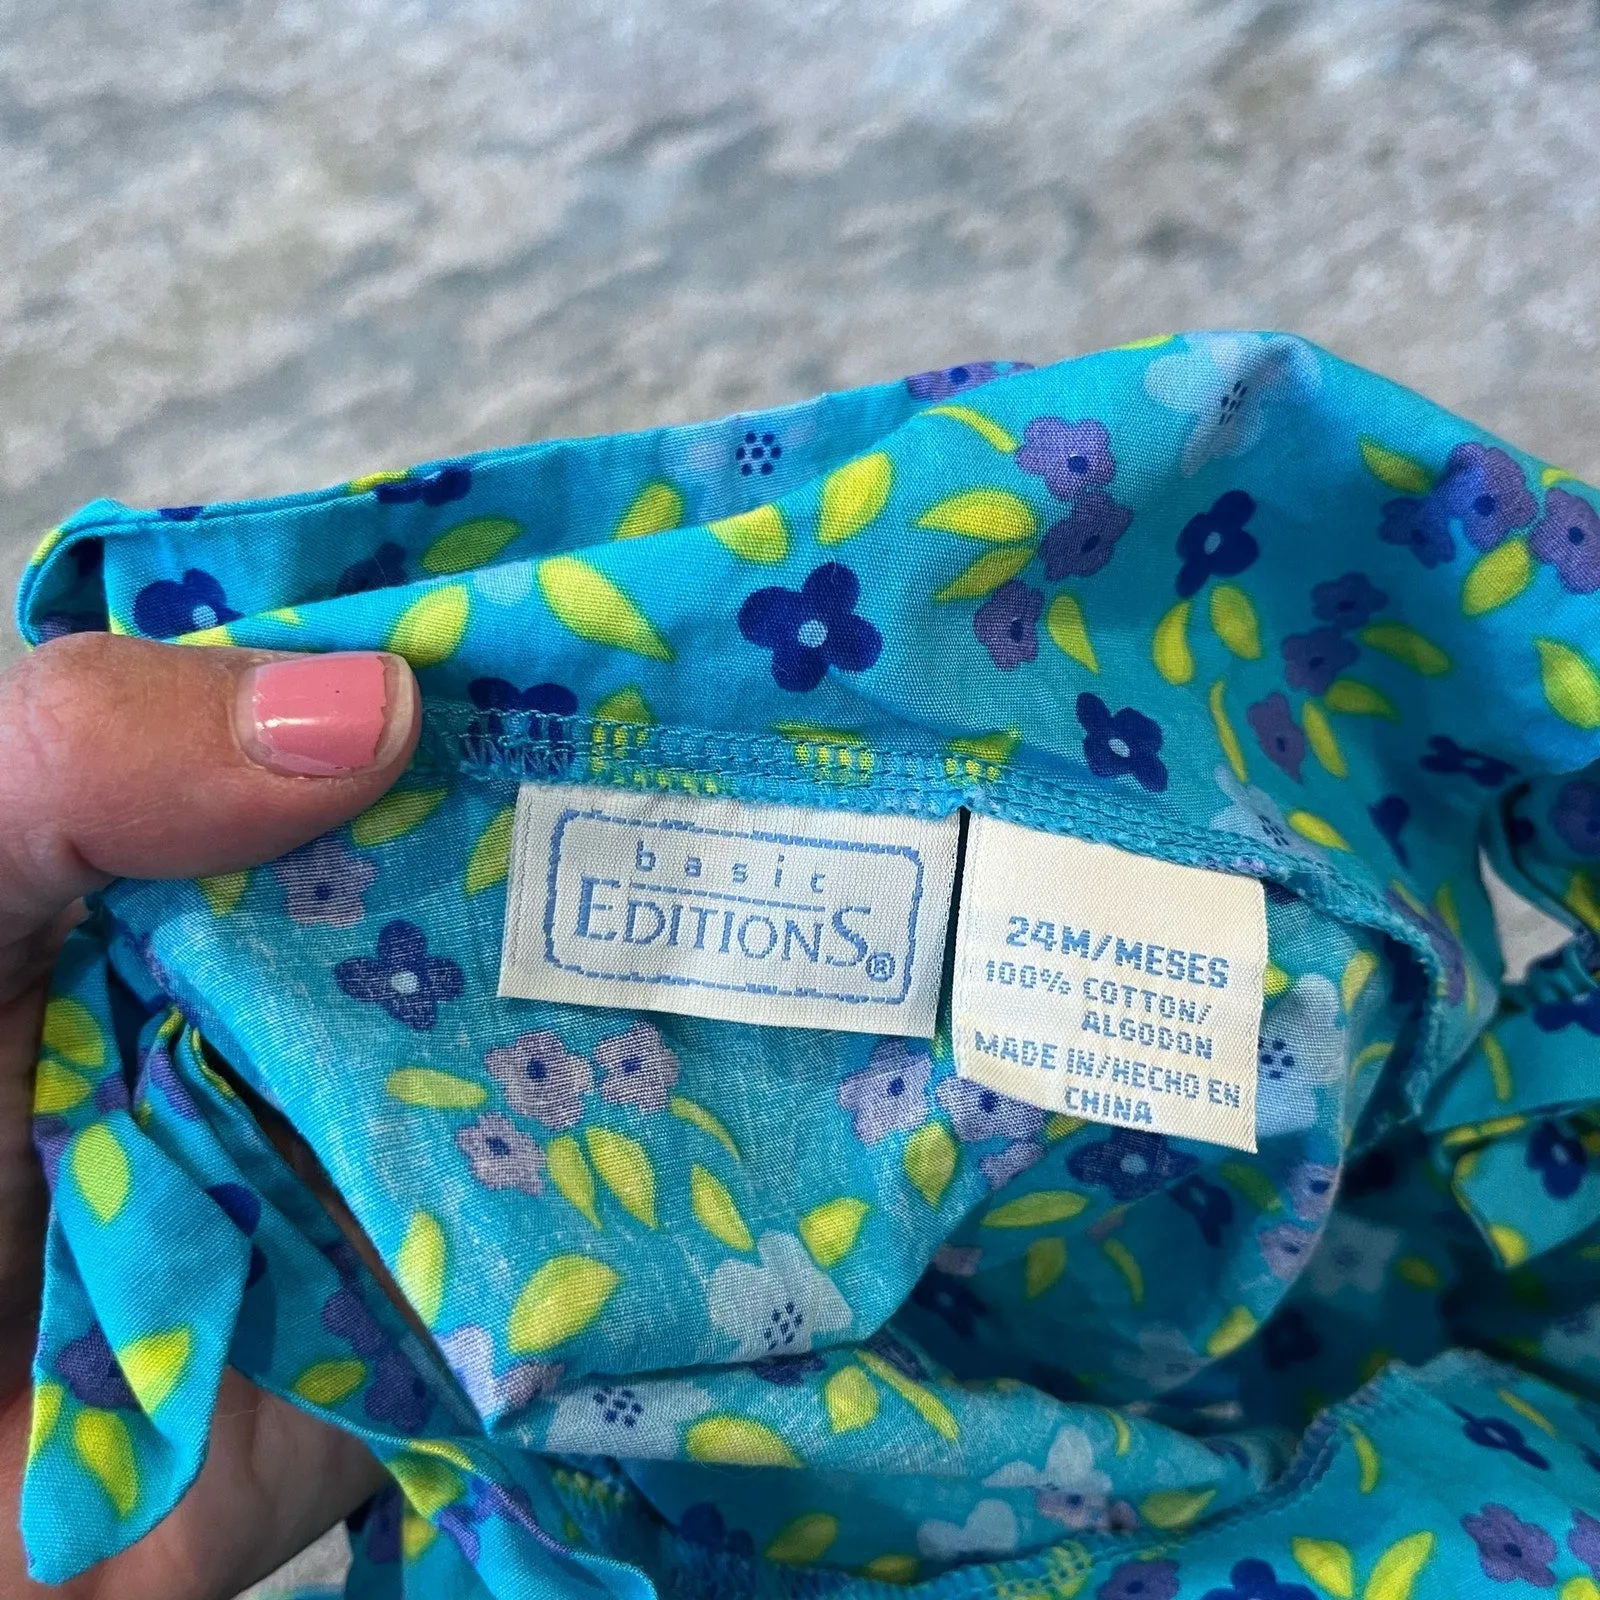 basic
EDITIONS®
24M/MESES
100% COTTON/
ALGODON
MADE IN/HECHO EN
CHINA